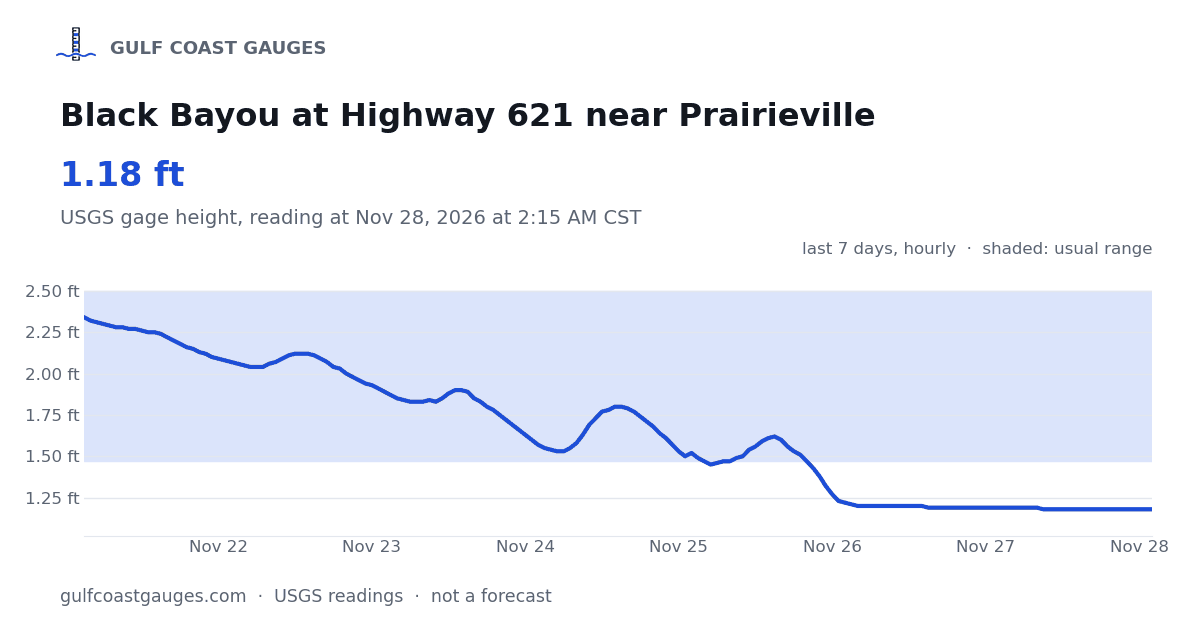 GULF COAST GAUGES
Black Bayou at Highway 621 near Prairieville
1.18 ft
USGS gage height, reading at Nov 28, 2026 at 2:15 AM CST
last 7 days, hourly · shaded: usual range
2.50 ft
2.25 ft
2.00 ft
1.75 ft
1.50 ft
1.25 ft
Nov 22 Nov 23 Nov 24 Nov 25 Nov 26 Nov 27 Nov 28
gulfcoastgauges.com · USGS readings · not a forecast